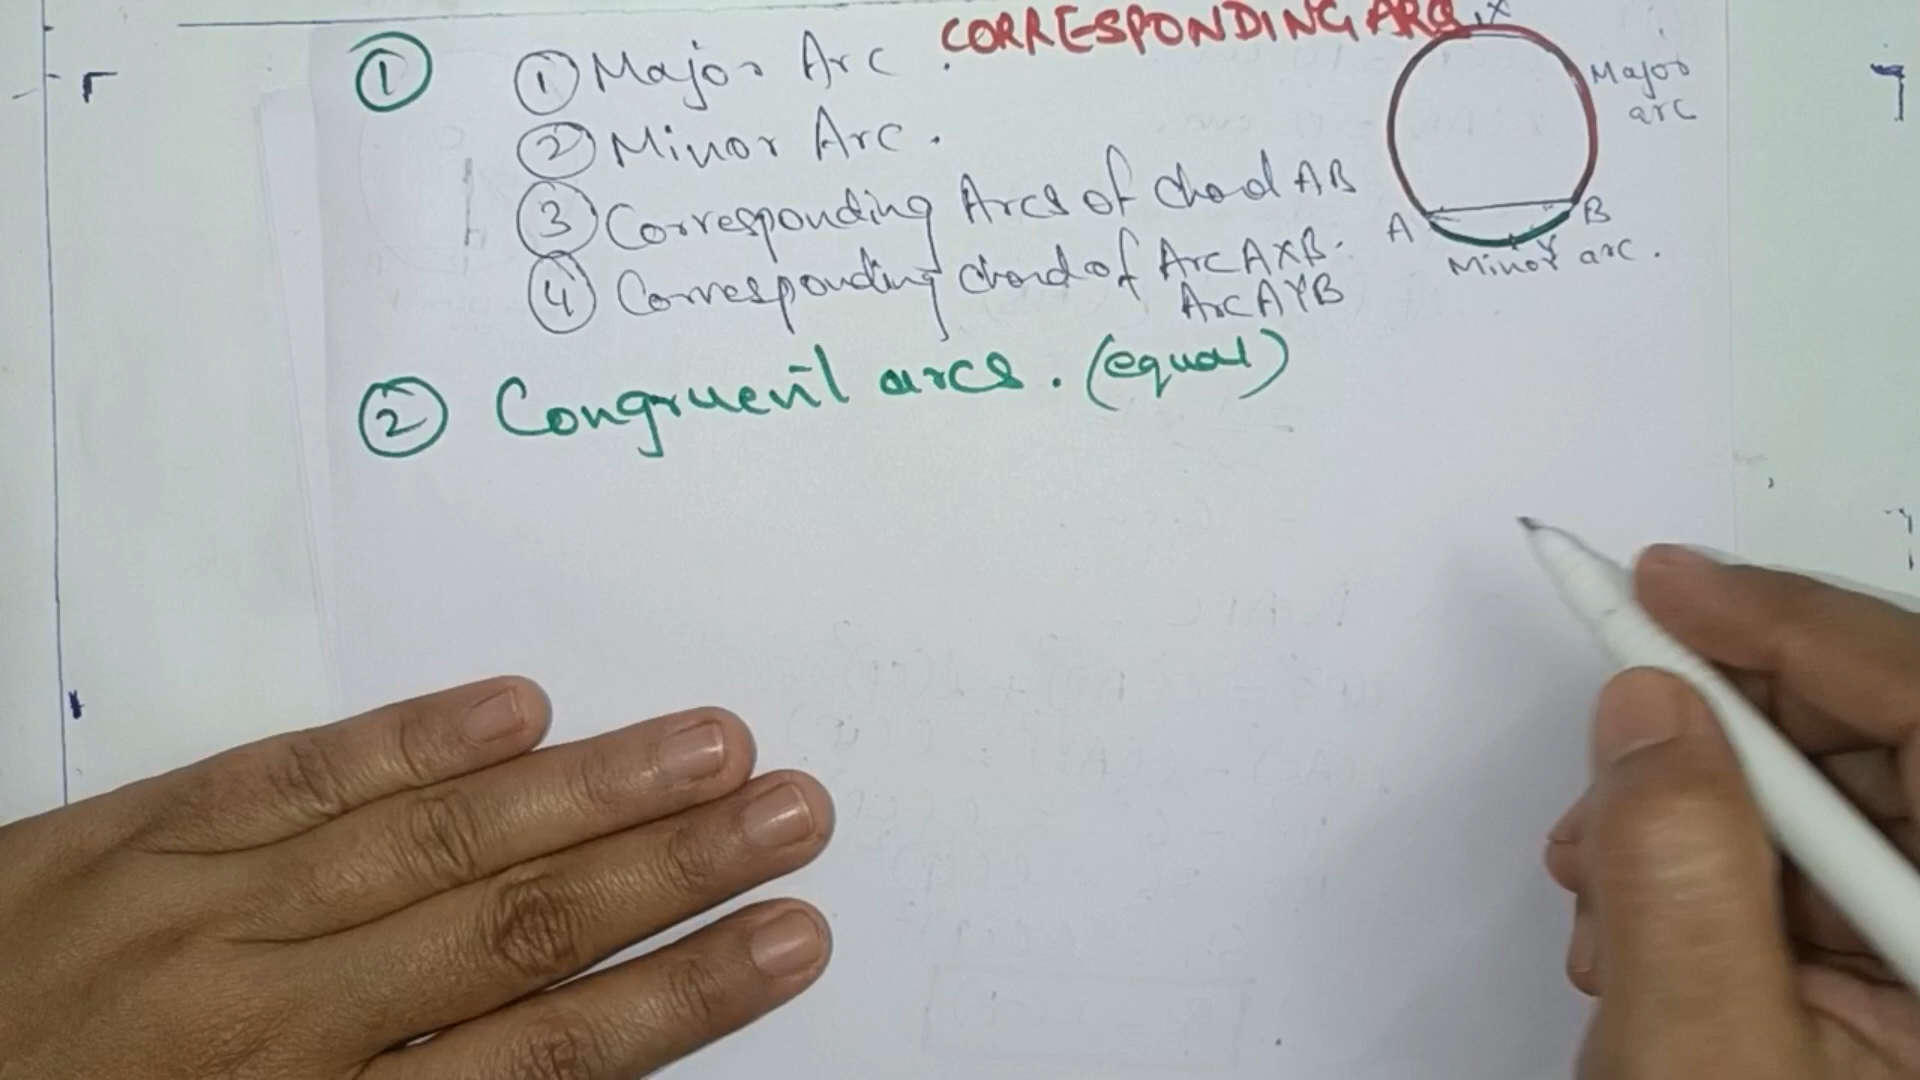 CORRESPONDING ARC
① ① Major Arc.
② Minor Arc.
③ Corresponding Arcs of chord AB
④ Corresponding chord of Arc AXB.
Arc AYB
X
Major
arc
A
B
Y
Minor arc.
② Congruent arcs. (equal)